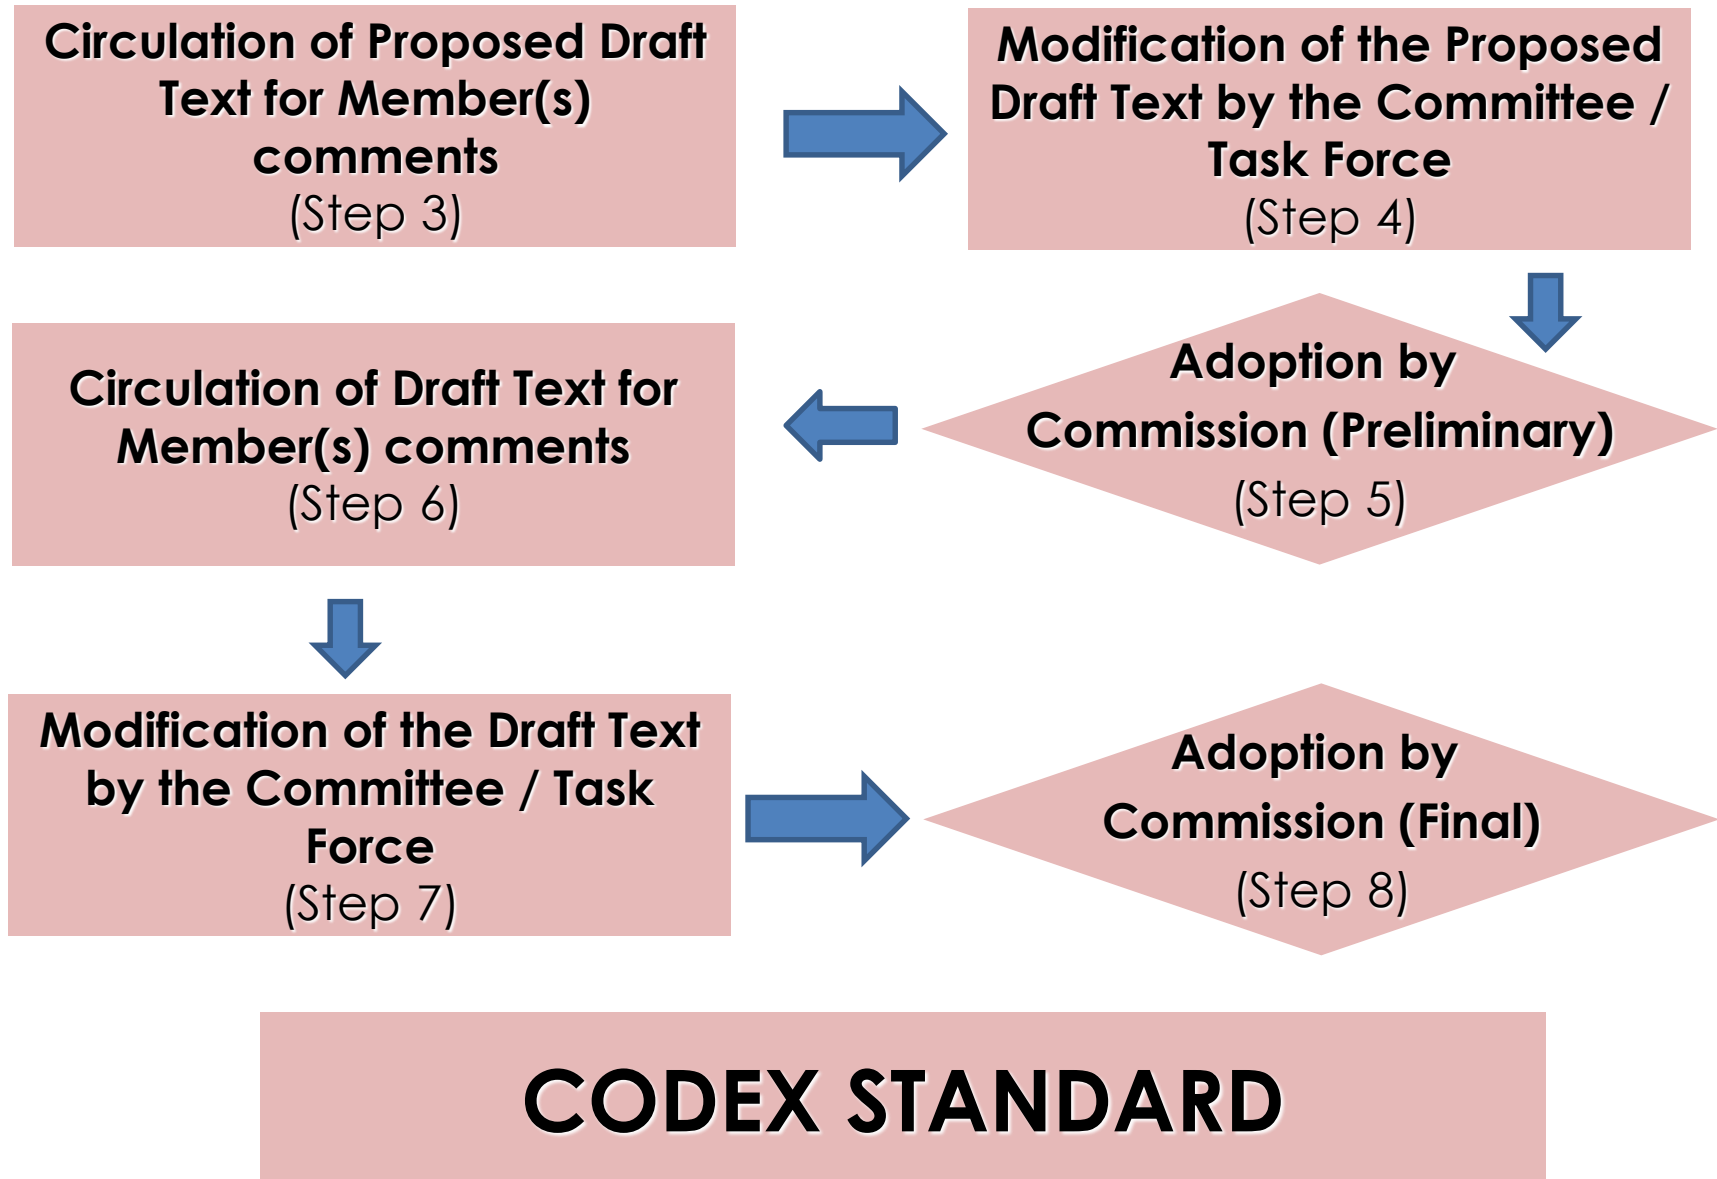 Circulation of Proposed Draft
Text for Member(s)
comments
(Step 3)
Modification of the Proposed
Draft Text by the Committee /
Task Force
(Step 4)
Adoption by
Commission (Preliminary)
(Step 5)
Circulation of Draft Text for
Member(s) comments
(Step 6)
Modification of the Draft Text
by the Committee / Task
Force
(Step 7)
Adoption by
Commission (Final)
(Step 8)
CODEX STANDARD